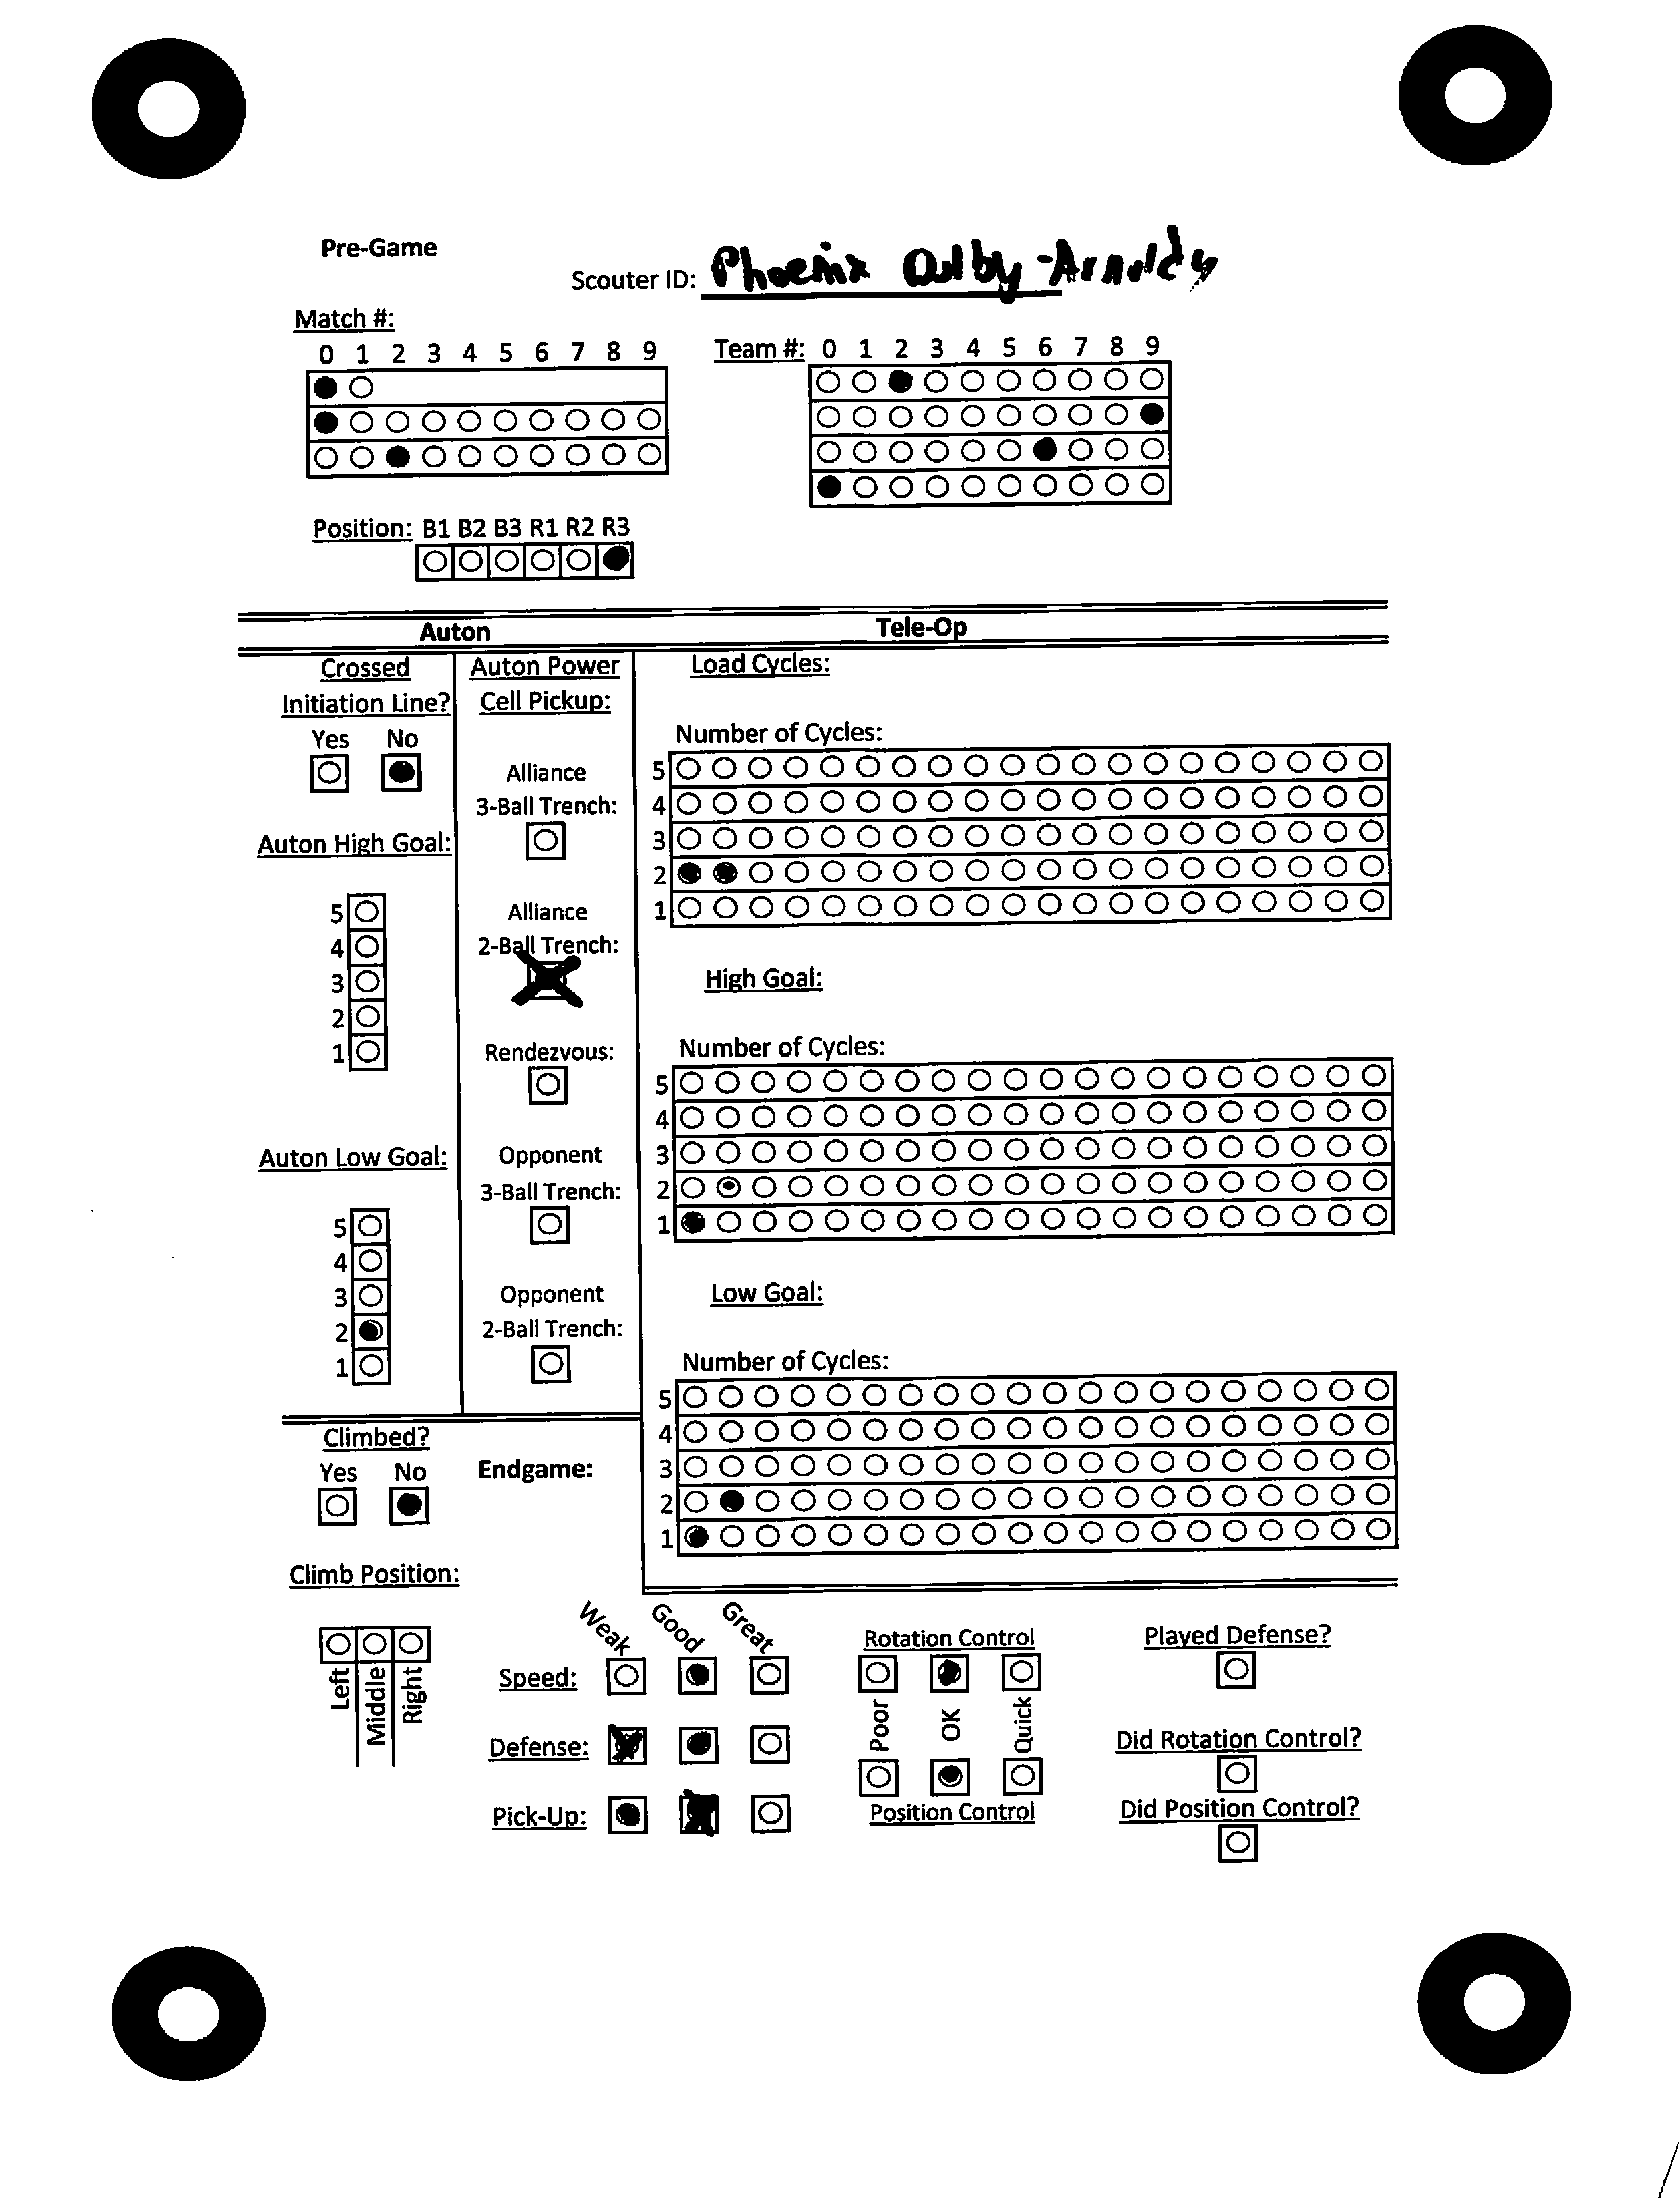 Pre-Game
Scouter ID: Phoenix
Match #:
0 1 2 3 4 5 6 7 8 9
Team #: 0 1 2 3 4 5 6 7 8 9
Position: B1 B2 B3 R1 R2 R3
Auton
Tele-Op
Crossed
Initiation Line?
Yes No
Auton High Goal:
5
4
3
2
1
Auton Low Goal:
5
4
3
2
1
Auton Power
Cell Pickup:
Alliance
3-Ball Trench:
Alliance
2-Ball Trench:
Rendezvous:
Opponent
3-Ball Trench:
Opponent
2-Ball Trench:
Load Cycles:
Number of Cycles:
5
4
3
2
1
High Goal:
Number of Cycles:
5
4
3
2
1
Low Goal:
Number of Cycles:
5
4
3
2
1
Climbed?
Yes No
Endgame:
Climb Position:
Left
Middle
Right
Weak Good Great
Speed:
Defense:
Pick-Up:
Rotation Control
Poor OK Quick
Position Control
Played Defense?
Did Rotation Control?
Did Position Control?